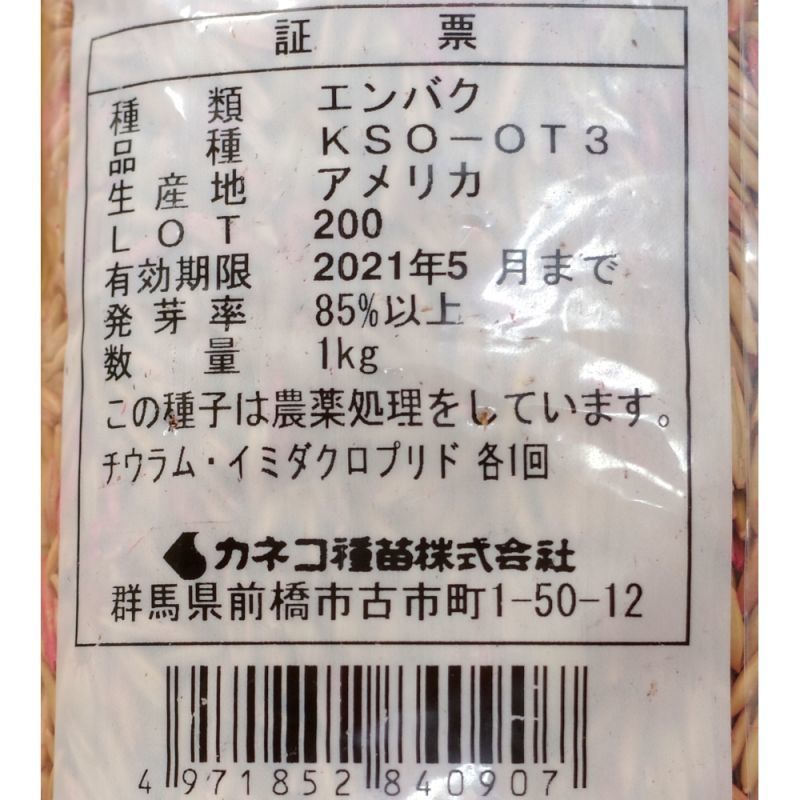 証票
種類 エンバク
品種 KSO－OT3
生産地 アメリカ
LOT 200
有効期限 2021年5 月まで
発芽率 85%以上
数量 1kg
この種子は農薬処理をしています。
チウラム・イミダクロプリド 各1回
カネコ種苗株式会社
群馬県前橋市古市町1-50-12
4 971852 840907